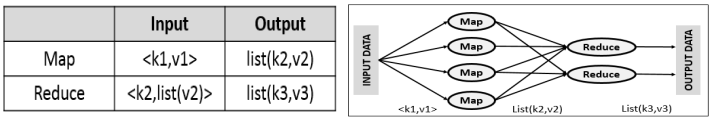 Input Output
Map <k1,v1> list(k2,v2)
Reduce <k2,list(v2)> list(k3,v3)
INPUT DATA
Map
Map
Map
Map
Reduce
Reduce
OUTPUT DATA
<k1,v1> List(k2,v2) List(k3,v3)